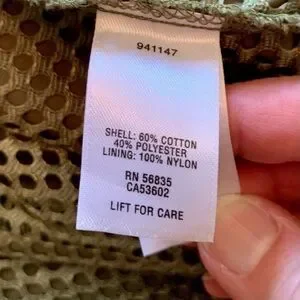 941147
SHELL: 60% COTTON
40% POLYESTER
LINING: 100% NYLON
RN 56835
CA53602
LIFT FOR CARE